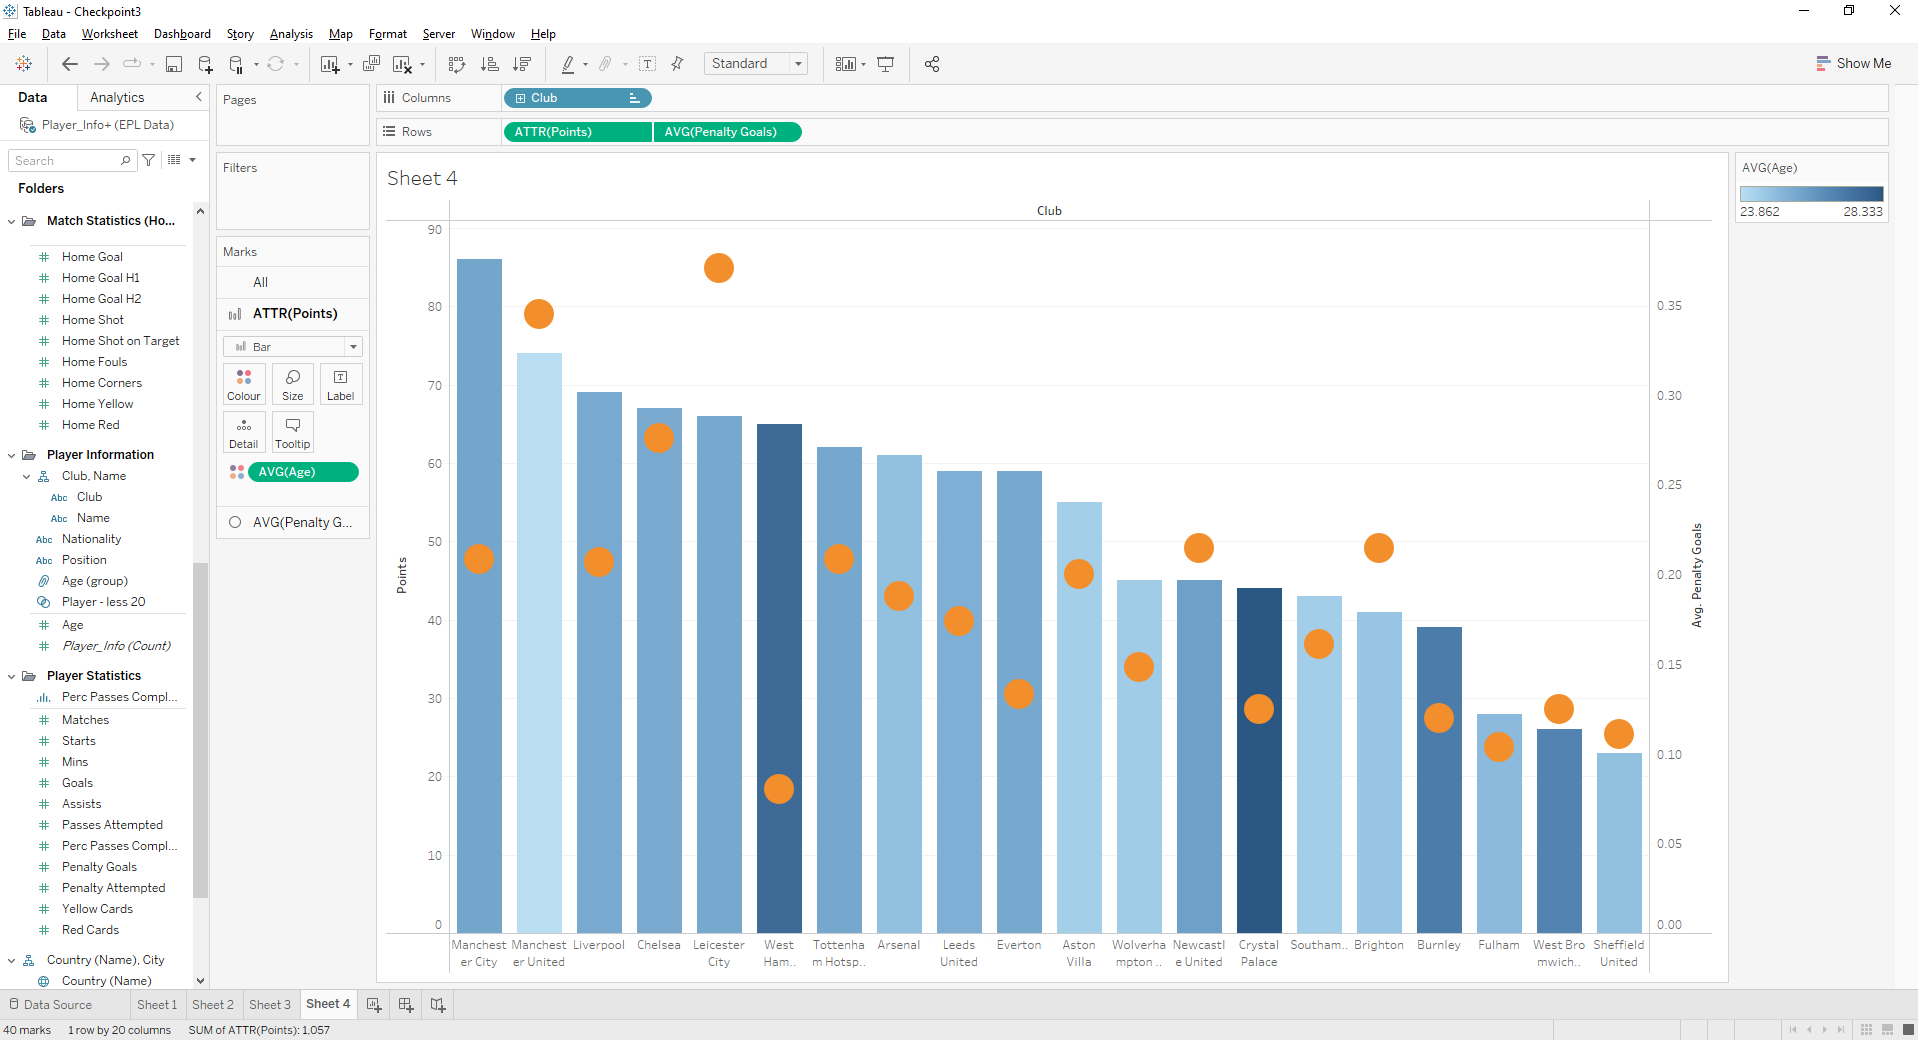 Tableau - Checkpoint3
File Data Worksheet Dashboard Story Analysis Map Format Server Window Help
Standard
Show Me
Data Analytics
Player_Info+ (EPL Data)
Search
Folders
Match Statistics (Ho...
Home Goal
Home Goal H1
Home Goal H2
Home Shot
Home Shot on Target
Home Fouls
Home Corners
Home Yellow
Home Red
Player Information
Club, Name
Abc Club
Abc Name
Abc Nationality
Abc Position
Age (group)
Player - less 20
Age
Player_Info (Count)
Player Statistics
Perc Passes Compl...
Matches
Starts
Mins
Goals
Assists
Passes Attempted
Perc Passes Compl...
Penalty Goals
Penalty Attempted
Yellow Cards
Red Cards
Country (Name), City
Country (Name)
Pages
Filters
Marks
All
ATTR(Points)
Bar
Colour Size Label
Detail Tooltip
AVG(Age)
AVG(Penalty G...
Columns Club
Rows ATTR(Points) AVG(Penalty Goals)
Sheet 4
Club
90
80
70
60
50
40
30
20
10
0
Points
0.35
0.30
0.25
0.20
0.15
0.10
0.05
0.00
Avg. Penalty Goals
Manchest
er City
Manchest
er United
Liverpool
Chelsea
Leicester
City
West
Ham..
Tottenha
m Hotsp..
Arsenal
Leeds
United
Everton
Aston
Villa
Wolverha
mpton ..
Newcastl
e United
Crystal
Palace
Southam..
Brighton
Burnley
Fulham
West Bro
mwich..
Sheffield
United
AVG(Age)
23.862 28.333
Data Source Sheet 1 Sheet 2 Sheet 3 Sheet 4
40 marks 1 row by 20 columns SUM of ATTR(Points): 1,057